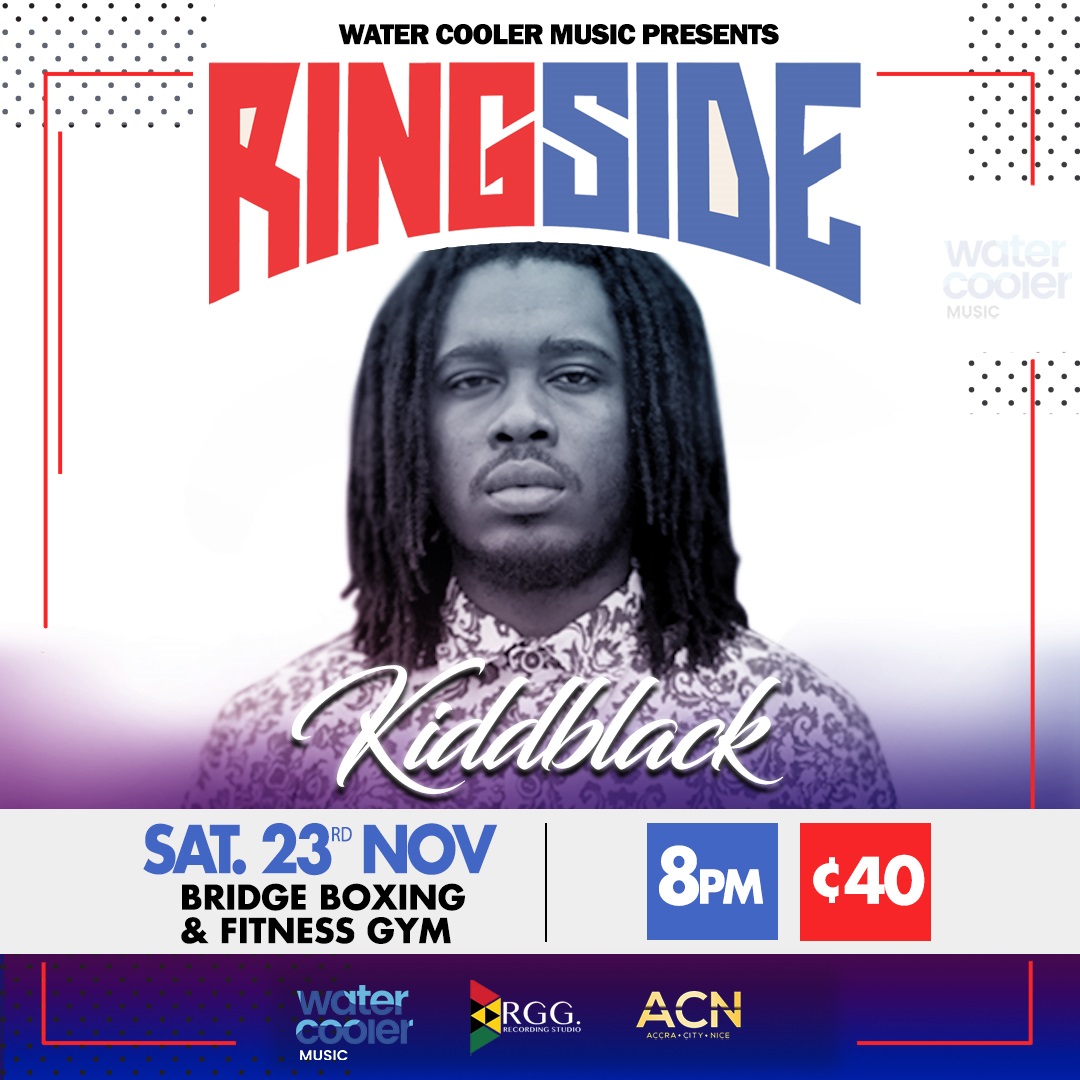 WATER COOLER MUSIC PRESENTS
RINGSIDE
water
cooler
MUSIC
Kiddblack
SAT. 23RD NOV
BRIDGE BOXING
& FITNESS GYM
8PM
¢40
water
cooler
MUSIC
RGG.
RECORDING STUDIO
ACN
ACCRA•CITY•NICE